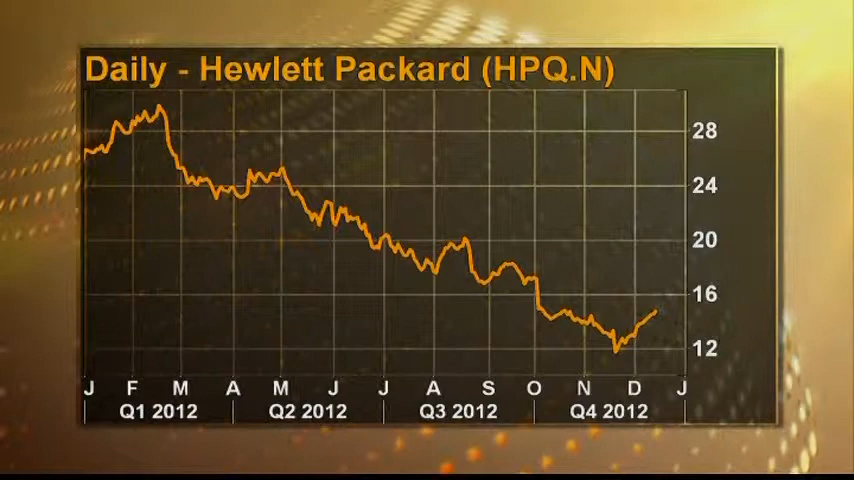 Daily - Hewlett Packard (HPQ.N)
28
24
20
16
12
J F M A M J J A S O N D J
Q1 2012 Q2 2012 Q3 2012 Q4 2012